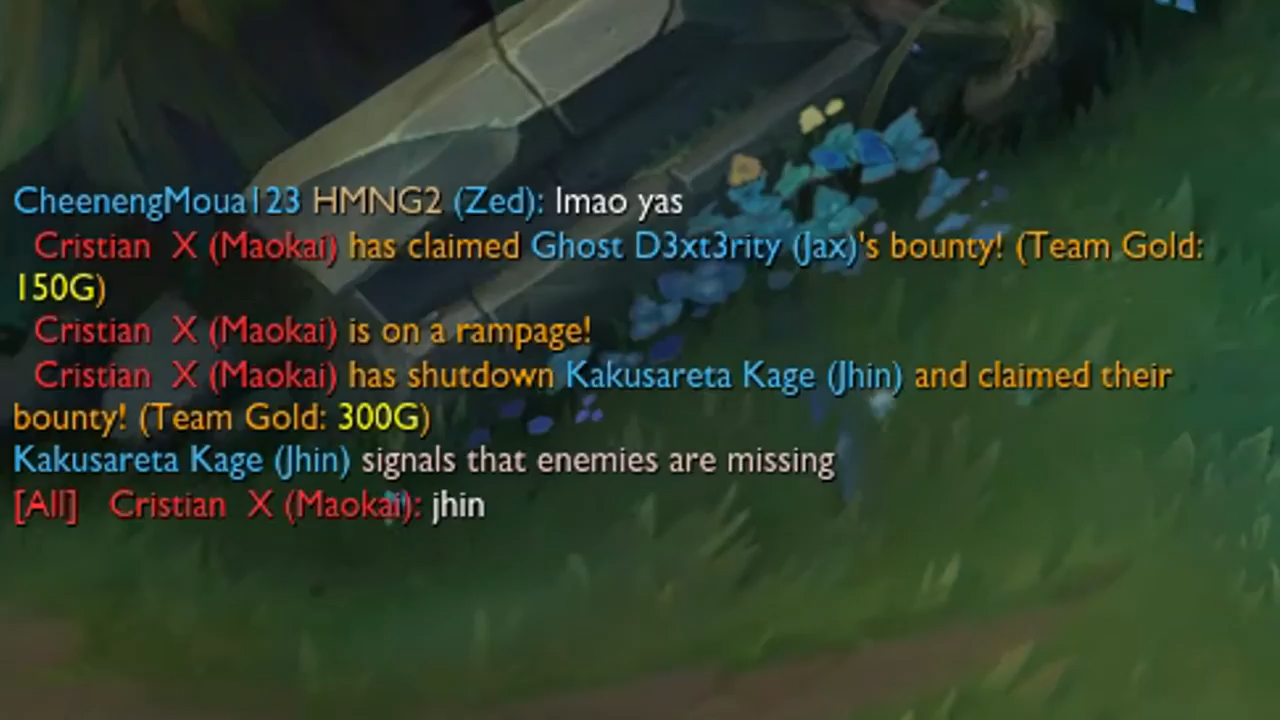 CheenengMoua123 HMNG2 (Zed): lmao yas
Cristian X (Maokai) has claimed Ghost D3xt3rity (Jax)'s bounty! (Team Gold:
150G)
Cristian X (Maokai) is on a rampage!
Cristian X (Maokai) has shutdown Kakusareta Kage (Jhin) and claimed their
bounty! (Team Gold: 300G)
Kakusareta Kage (Jhin) signals that enemies are missing
[All] Cristian X (Maokai): jhin